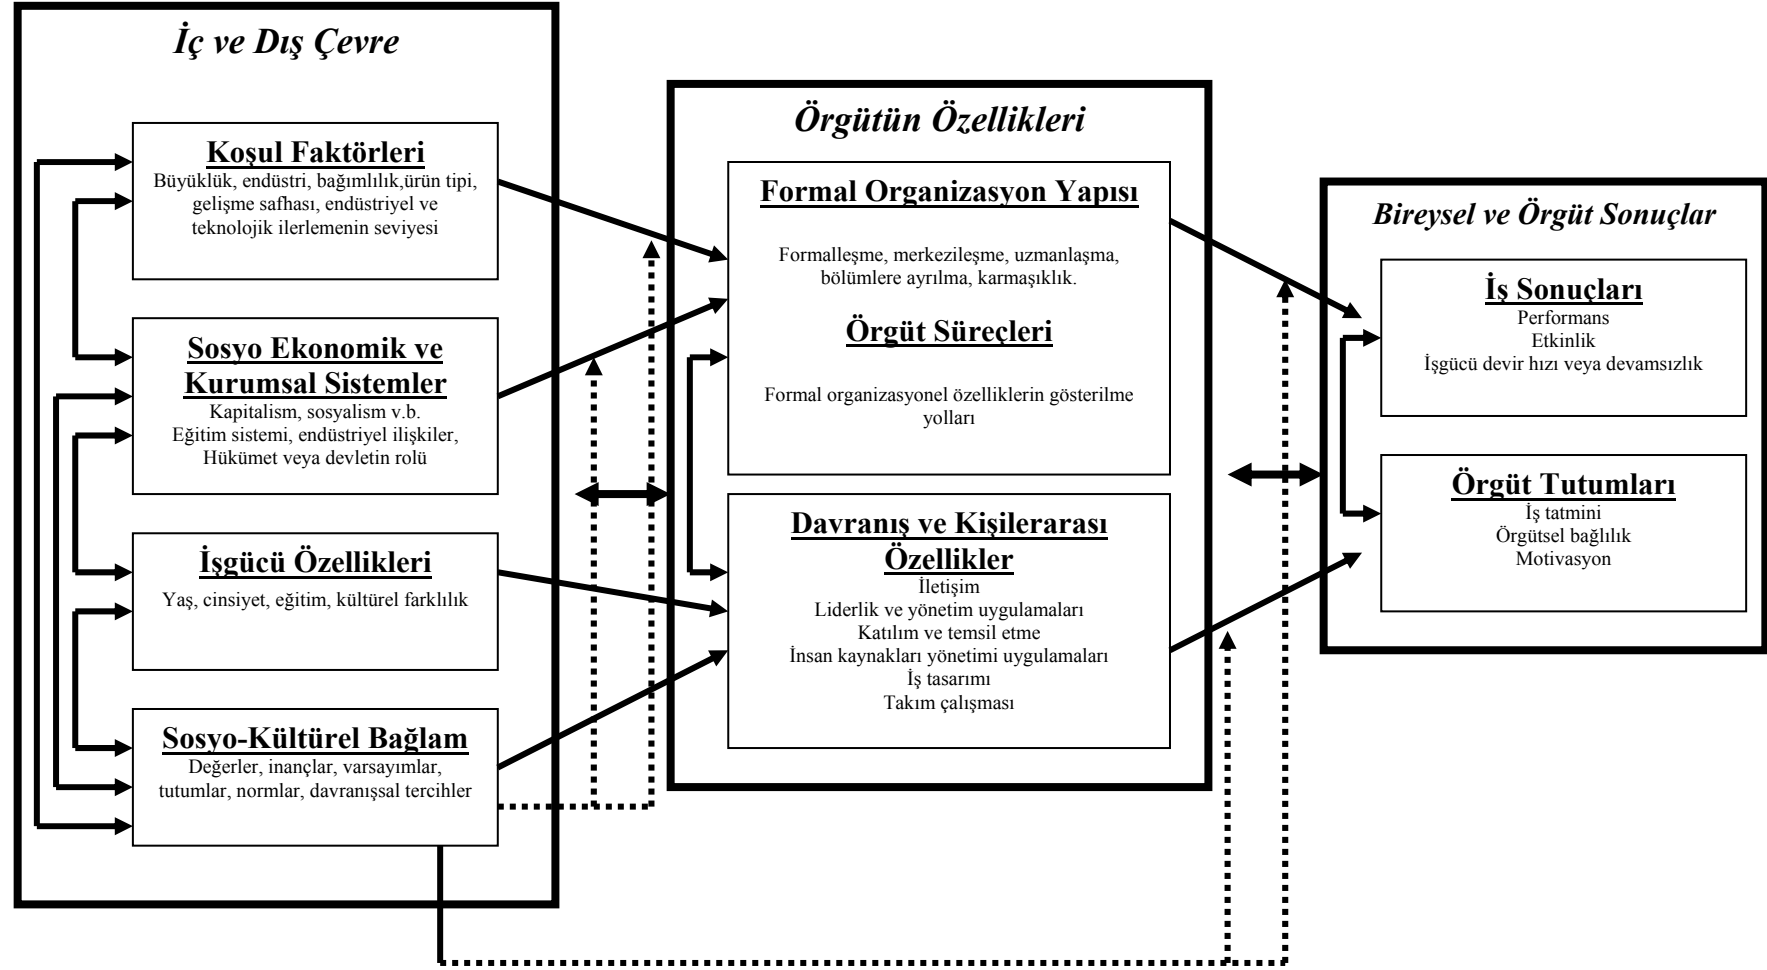 İç ve Dış Çevre
Koşul Faktörleri
Büyüklük, endüstri, bağımlılık,ürün tipi,
gelişme safhası, endüstriyel ve
teknolojik ilerlemenin seviyesi
Sosyo Ekonomik ve
Kurumsal Sistemler
Kapitalism, sosyalism v.b.
Eğitim sistemi, endüstriyel ilişkiler,
Hükümet veya devletin rolü
İşgücü Özellikleri
Yaş, cinsiyet, eğitim, kültürel farklılık
Sosyo-Kültürel Bağlam
Değerler, inançlar, varsayımlar,
tutumlar, normlar, davranışsal tercihler
Örgütün Özellikleri
Formal Organizasyon Yapısı
Formalleşme, merkezileşme, uzmanlaşma,
bölümlere ayrılma, karmaşıklık.
Örgüt Süreçleri
Formal organizasyonel özelliklerin gösterilme
yolları
Davranış ve Kişilerarası
Özellikler
İletişim
Liderlik ve yönetim uygulamaları
Katılım ve temsil etme
İnsan kaynakları yönetimi uygulamaları
İş tasarımı
Takım çalışması
Bireysel ve Örgüt Sonuçlar
İş Sonuçları
Performans
Etkinlik
İşgücü devir hızı veya devamsızlık
Örgüt Tutumları
İş tatmini
Örgütsel bağlılık
Motivasyon